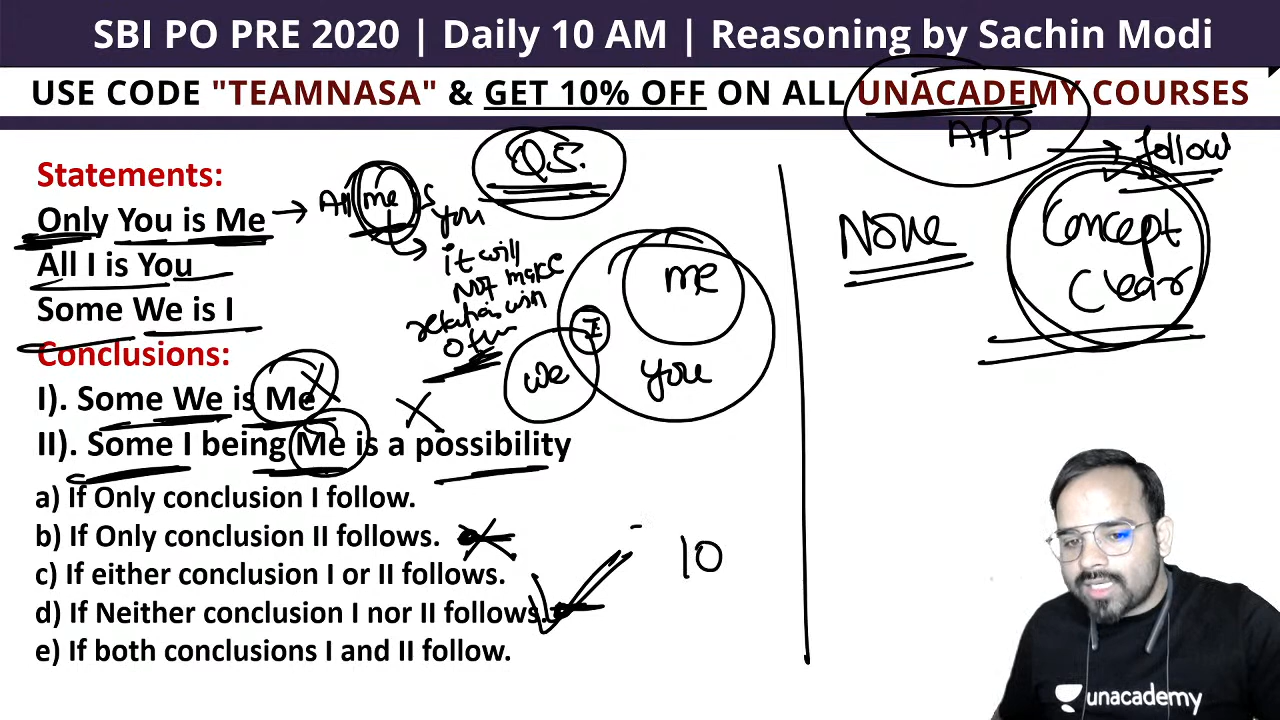 SBI PO PRE 2020 | Daily 10 AM | Reasoning by Sachin Modi
USE CODE "TEAMNASA" & GET 10% OFF ON ALL UNACADEMY COURSES
APP
follow
Q.S.
Statements:
Only You is Me
All me is you
All I is You
it will
Not make
relation with
Some We is I
Conclusions:
I). Some We is Me
II). Some I being Me is a possibility
a) If Only conclusion I follow.
b) If Only conclusion II follows.
c) If either conclusion I or II follows.
d) If Neither conclusion I nor II follows.
e) If both conclusions I and II follow.
me
I
we
you
10
None
Concept
Clear
unacademy